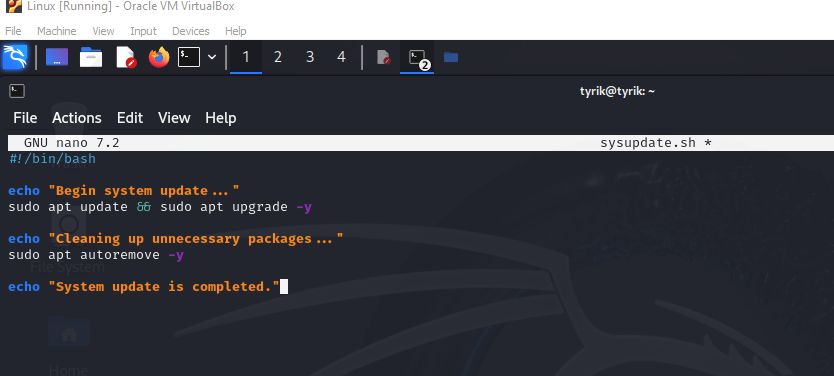 Linux [Running] - Oracle VM VirtualBox
File Machine View Input Devices Help
1 2 3 4 2
tyrik@tyrik: ~
File Actions Edit View Help
GNU nano 7.2 sysupdate.sh *
#!/bin/bash
echo "Begin system update..."
sudo apt update && sudo apt upgrade -y
echo "Cleaning up unnecessary packages..."
sudo apt autoremove -y
File System
echo "System update is completed."
Home